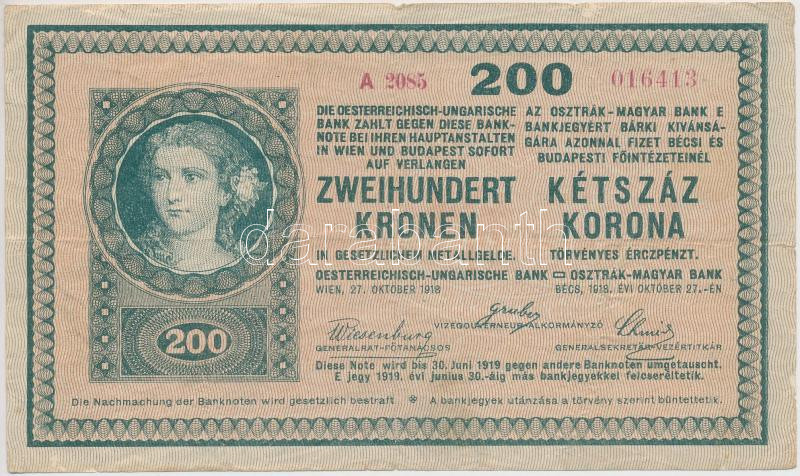 A 2085 200 016413
DIE OESTERREICHISCH-UNGARISCHE
BANK ZAHLT GEGEN DIESE BANK-
NOTE BEI IHREN HAUPTANSTALTEN
IN WIEN UND BUDAPEST SOFORT
AUF VERLANGEN
ZWEIHUNDERT
KRONEN
IN GESETZLICHEM METALLGELDE.
OESTERREICHISCH-UNGARISCHE BANK
WIEN, 27. OKTOBER 1918
AZ OSZTRÁK-MAGYAR BANK E
BANKJEGYÉRT BÁRKI KIVÁNSÁ-
GÁRA AZONNAL FIZET BÉCSI ÉS
BUDAPESTI FŐINTÉZETEINÉL
KÉTSZÁZ
KORONA
TÖRVÉNYES ÉRCZPÉNZT.
OSZTRÁK-MAGYAR BANK
BÉCS, 1918. ÉVI OKTÓBER 27.-ÉN
darabanth
Gruber
VIZEGOUVERNEUR-ALKORMÁNYZÓ
Wiesenburg
GENERALRAT-FŐTANÁCSOS
Schmid
GENERALSEKRETÄR-VEZÉRTITKÁR
200
Diese Note wird bis 30. Juni 1919 gegen andere Banknoten umgetauscht.
E jegy 1919. évi junius 30.-áig más bankjegyekkel felcseréltetik.
Die Nachmachung der Banknoten wird gesetzlich bestraft. A bankjegyek utánzása a törvény szerint büntettetik.